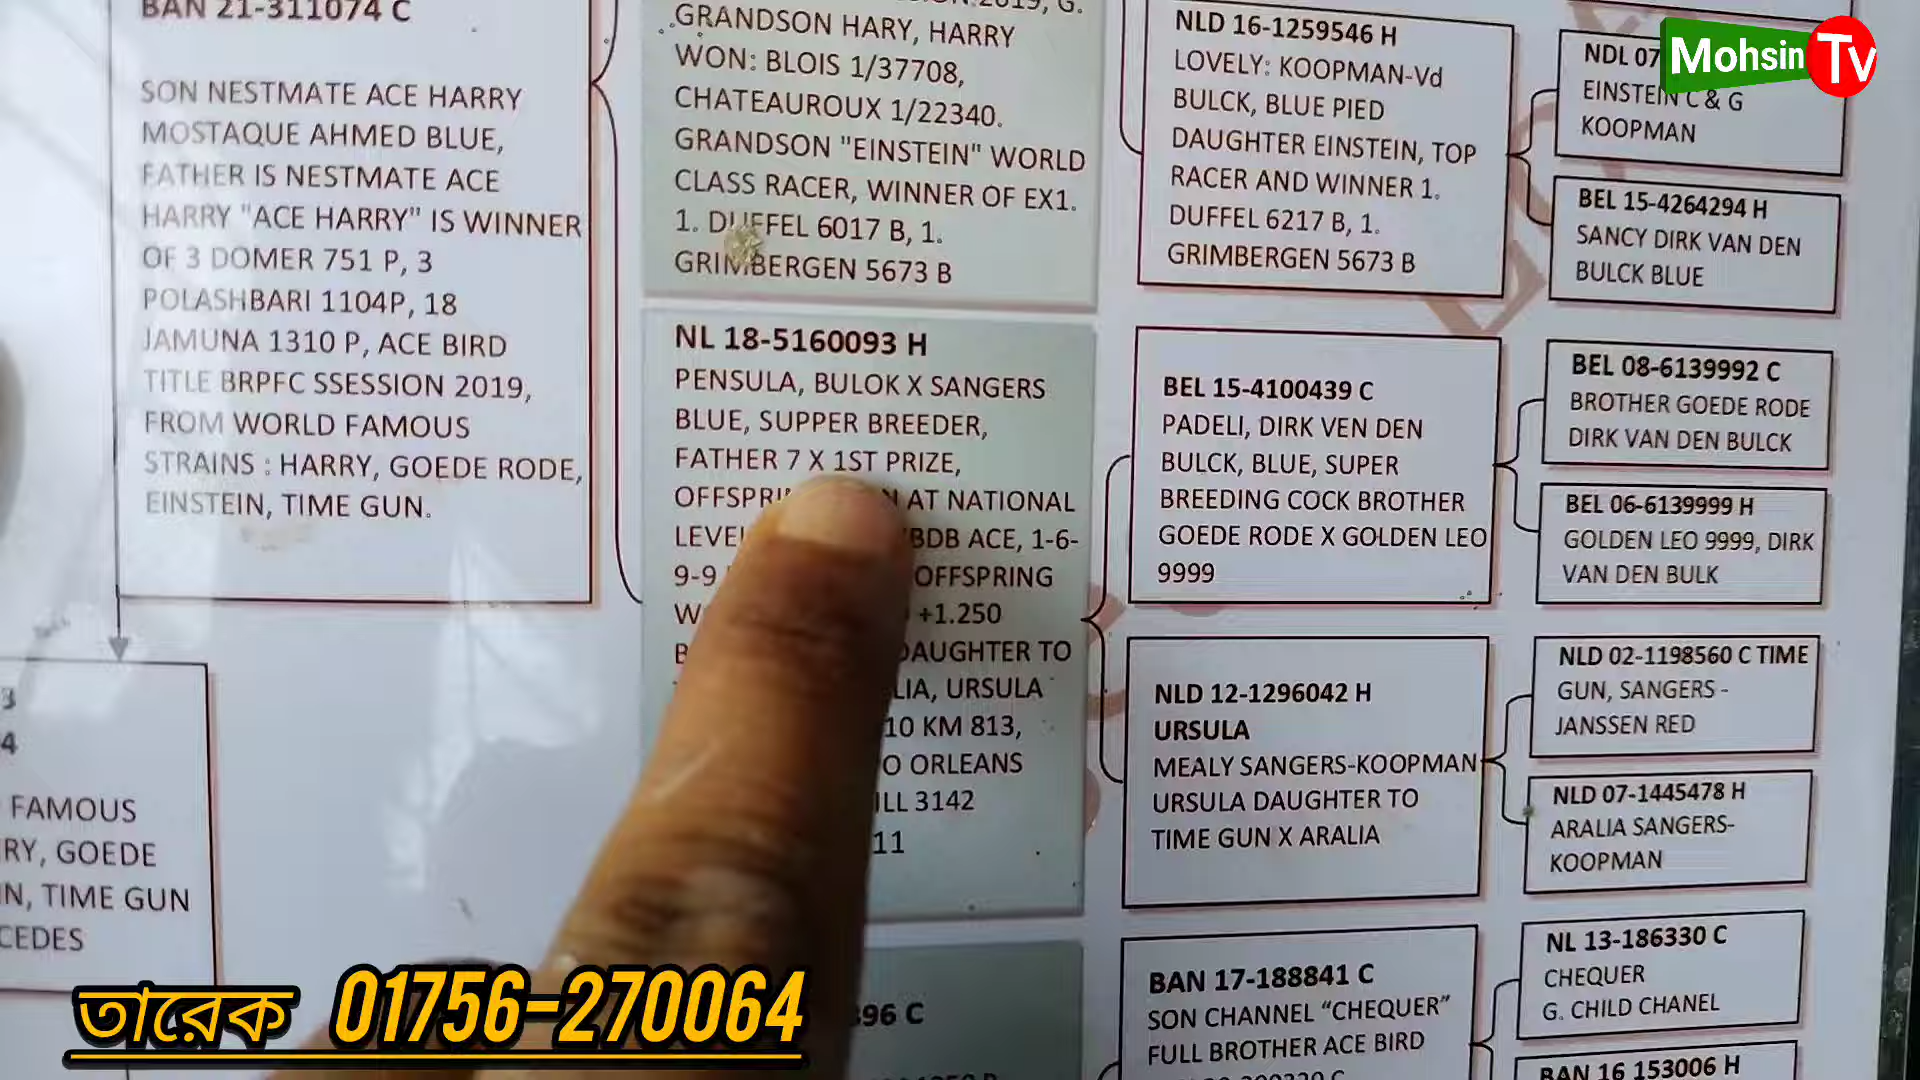 BAN 21-311074 C
SON NESTMATE ACE HARRY
MOSTAQUE AHMED BLUE,
FATHER IS NESTMATE ACE
HARRY "ACE HARRY" IS WINNER
OF 3 DOMER 751 P, 3
POLASHBARI 1104P, 18
JAMUNA 1310 P, ACE BIRD
TITLE BRPFC SSESSION 2019,
FROM WORLD FAMOUS
STRAINS : HARRY, GOEDE RODE,
EINSTEIN, TIME GUN.
FAMOUS
RY, GOEDE
IN, TIME GUN
CEDES
2019, G.
GRANDSON HARY, HARRY
WON: BLOIS 1/37708,
CHATEAUROUX 1/22340.
GRANDSON "EINSTEIN" WORLD
CLASS RACER, WINNER OF EX1.
1. DUFFEL 6017 B, 1.
GRIMBERGEN 5673 B
NL 18-5160093 H
PENSULA, BULOK X SANGERS
BLUE, SUPPER BREEDER,
FATHER 7 X 1ST PRIZE,
AT NATIONAL
BDB ACE, 1-6-
9-9 OFFSPRING
+1.250
DAUGHTER TO
LIA, URSULA
10 KM 813,
O ORLEANS
ILL 3142
11
396 C
NLD 16-1259546 H
LOVELY: KOOPMAN-Vd
BULCK, BLUE PIED
DAUGHTER EINSTEIN, TOP
RACER AND WINNER 1.
DUFFEL 6217 B, 1.
GRIMBERGEN 5673 B
BEL 15-4100439 C
PADELI, DIRK VEN DEN
BULCK, BLUE, SUPER
BREEDING COCK BROTHER
GOEDE RODE X GOLDEN LEO
9999
NLD 12-1296042 H
URSULA
MEALY SANGERS-KOOPMAN
URSULA DAUGHTER TO
TIME GUN X ARALIA
BAN 17-188841 C
SON CHANNEL “CHEQUER”
FULL BROTHER ACE BIRD
NDL 07
EINSTEIN C & G
KOOPMAN
BEL 15-4264294 H
SANCY DIRK VAN DEN
BULCK BLUE
BEL 08-6139992 C
BROTHER GOEDE RODE
DIRK VAN DEN BULCK
BEL 06-6139999 H
GOLDEN LEO 9999, DIRK
VAN DEN BULK
NLD 02-1198560 C TIME
GUN, SANGERS -
JANSSEN RED
NLD 07-1445478 H
ARALIA SANGERS-
KOOPMAN
NL 13-186330 C
CHEQUER
G. CHILD CHANEL
BAN 16 153006 H
Mohsin Tv
তারেক 01756-270064